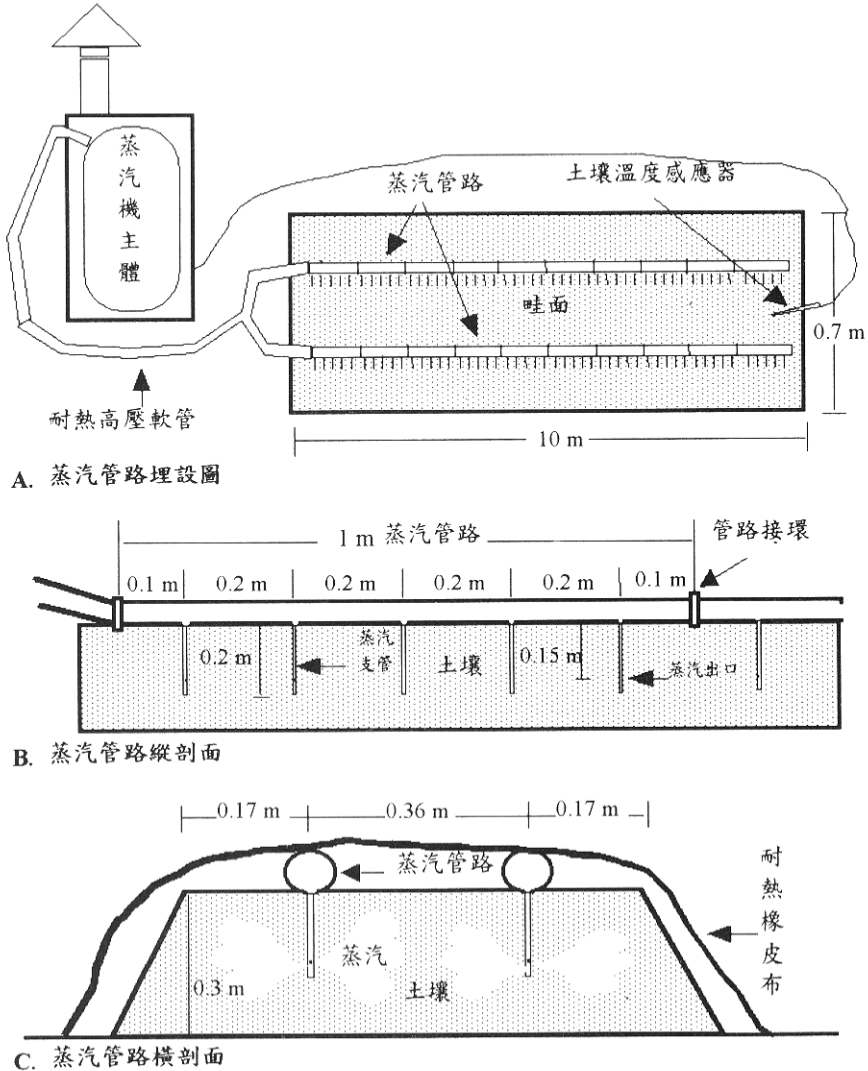 蒸汽機主體
蒸汽管路
土壤溫度感應器
畦面
0.7 m
耐熱高壓軟管
10 m
A. 蒸汽管路埋設圖
1 m 蒸汽管路
管路接環
0.1 m
0.2 m
0.2 m
0.2 m
0.2 m
0.1 m
0.2 m
蒸汽
支管
土壤
0.15m
蒸汽出口
B. 蒸汽管路縱剖面
0.17 m
0.36 m
0.17 m
蒸汽管路
耐熱橡皮布
蒸汽
0.3 m
土壤
C. 蒸汽管路橫剖面